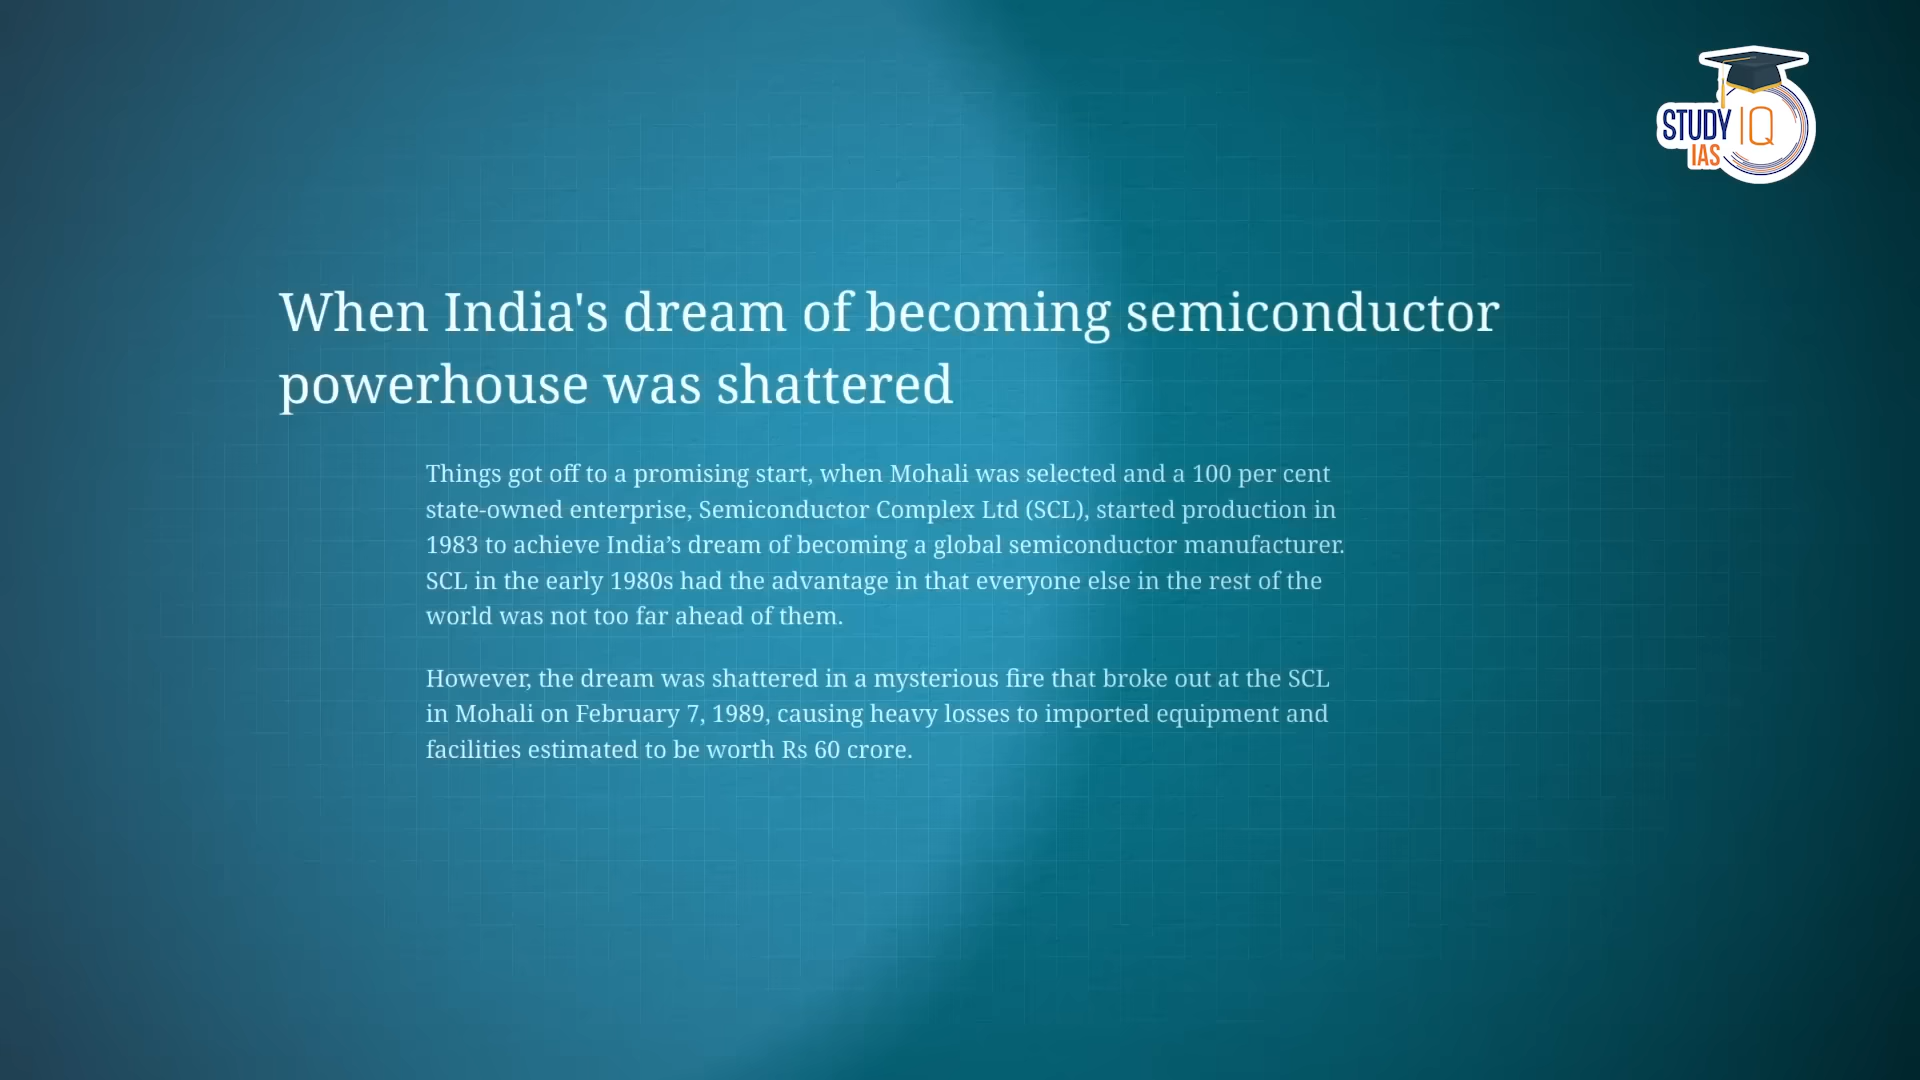 STUDY IQ
IAS
When India's dream of becoming semiconductor
powerhouse was shattered
Things got off to a promising start, when Mohali was selected and a 100 per cent
state-owned enterprise, Semiconductor Complex Ltd (SCL), started production in
1983 to achieve India’s dream of becoming a global semiconductor manufacturer.
SCL in the early 1980s had the advantage in that everyone else in the rest of the
world was not too far ahead of them.
However, the dream was shattered in a mysterious fire that broke out at the SCL
in Mohali on February 7, 1989, causing heavy losses to imported equipment and
facilities estimated to be worth Rs 60 crore.